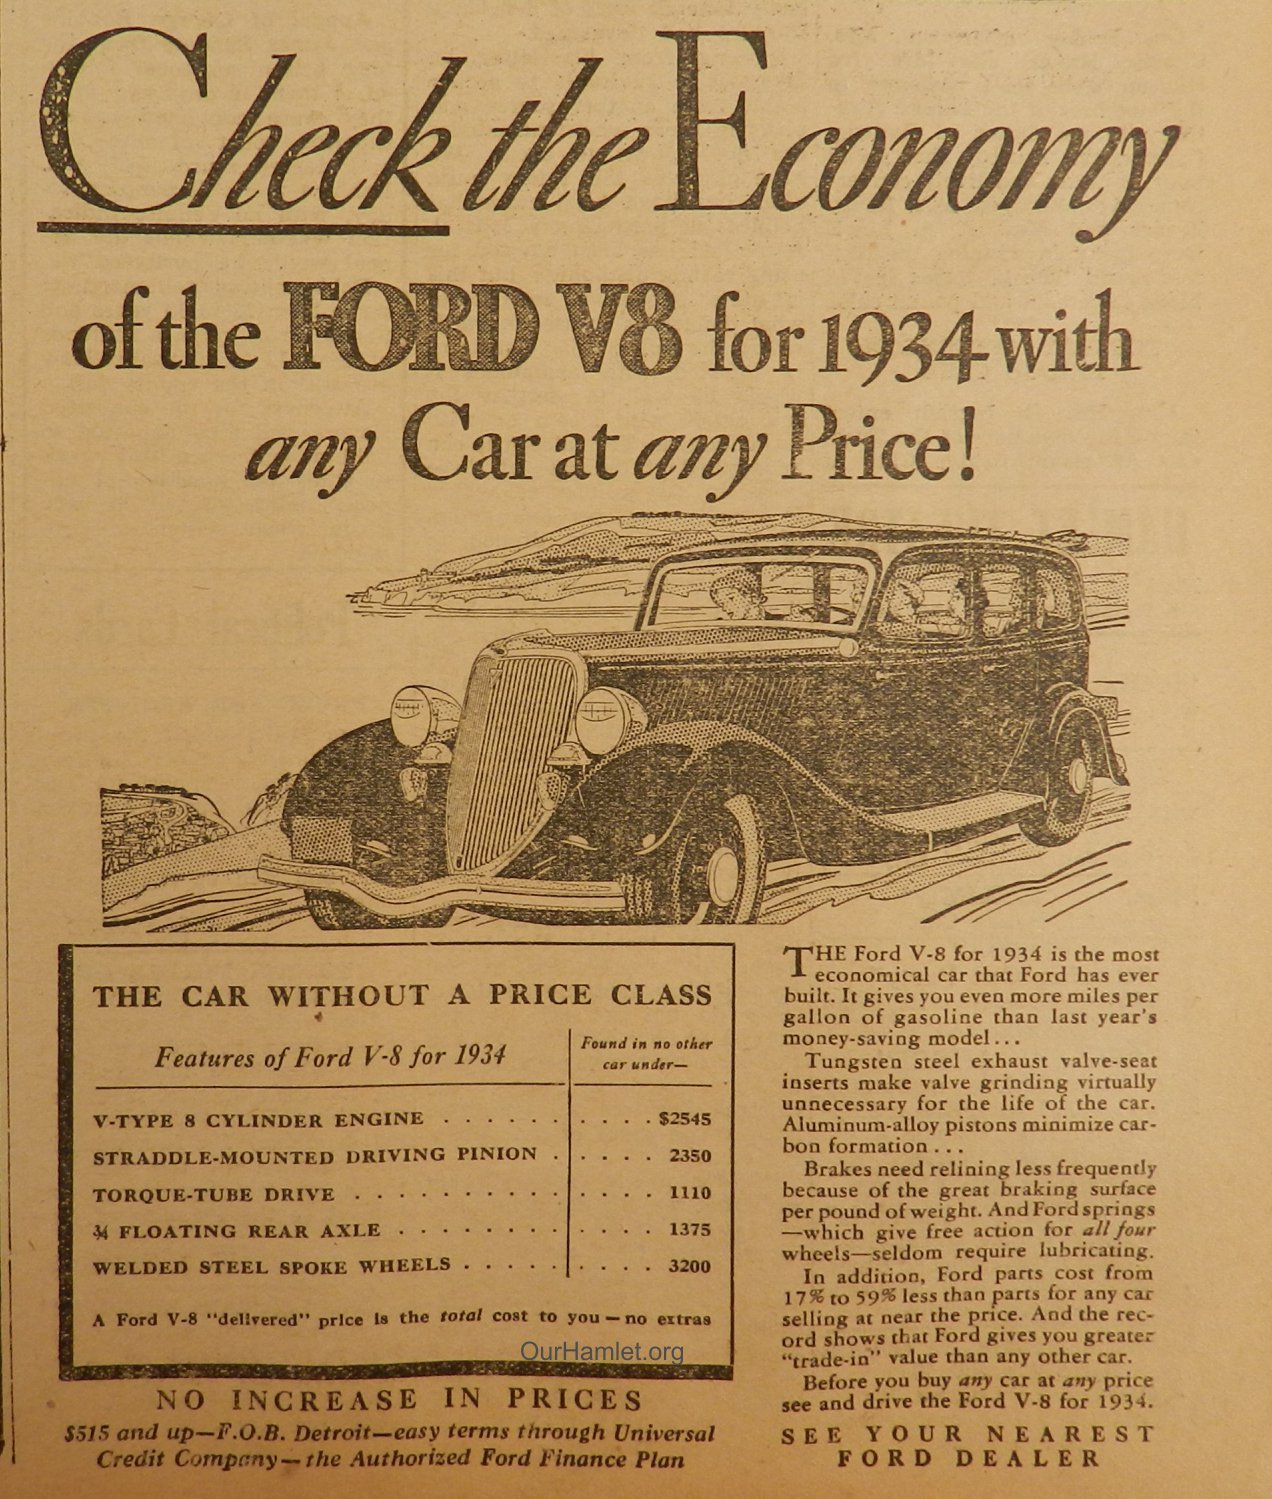 Check the Economy
of the FORD V8 for 1934 with
any Car at any Price!
THE CAR WITHOUT A PRICE CLASS
Features of Ford V-8 for 1934
Found in no other
car under—
V-TYPE 8 CYLINDER ENGINE . . . . . . . . . . $2545
STRADDLE-MOUNTED DRIVING PINION . . . . . 2350
TORQUE-TUBE DRIVE . . . . . . . . . . . . . . 1110
¾ FLOATING REAR AXLE . . . . . . . . . . . . 1375
WELDED STEEL SPOKE WHEELS . . . . . . . . . 3200
A Ford V-8 "delivered" price is the total cost to you—no extras
OurHamlet.org
NO INCREASE IN PRICES
$515 and up—F.O.B. Detroit—easy terms through Universal
Credit Company—the Authorized Ford Finance Plan
THE Ford V-8 for 1934 is the most
economical car that Ford has ever
built. It gives you even more miles per
gallon of gasoline than last year's
money-saving model...
Tungsten steel exhaust valve-seat
inserts make valve grinding virtually
unnecessary for the life of the car.
Aluminum-alloy pistons minimize car-
bon formation...
Brakes need relining less frequently
because of the great braking surface
per pound of weight. And Ford springs
—which give free action for all four
wheels—seldom require lubricating.
In addition, Ford parts cost from
17% to 59% less than parts for any car
selling at near the price. And the rec-
ord shows that Ford gives you greater
"trade-in" value than any other car.
Before you buy any car at any price
see and drive the Ford V-8 for 1934.
SEE YOUR NEAREST
FORD DEALER